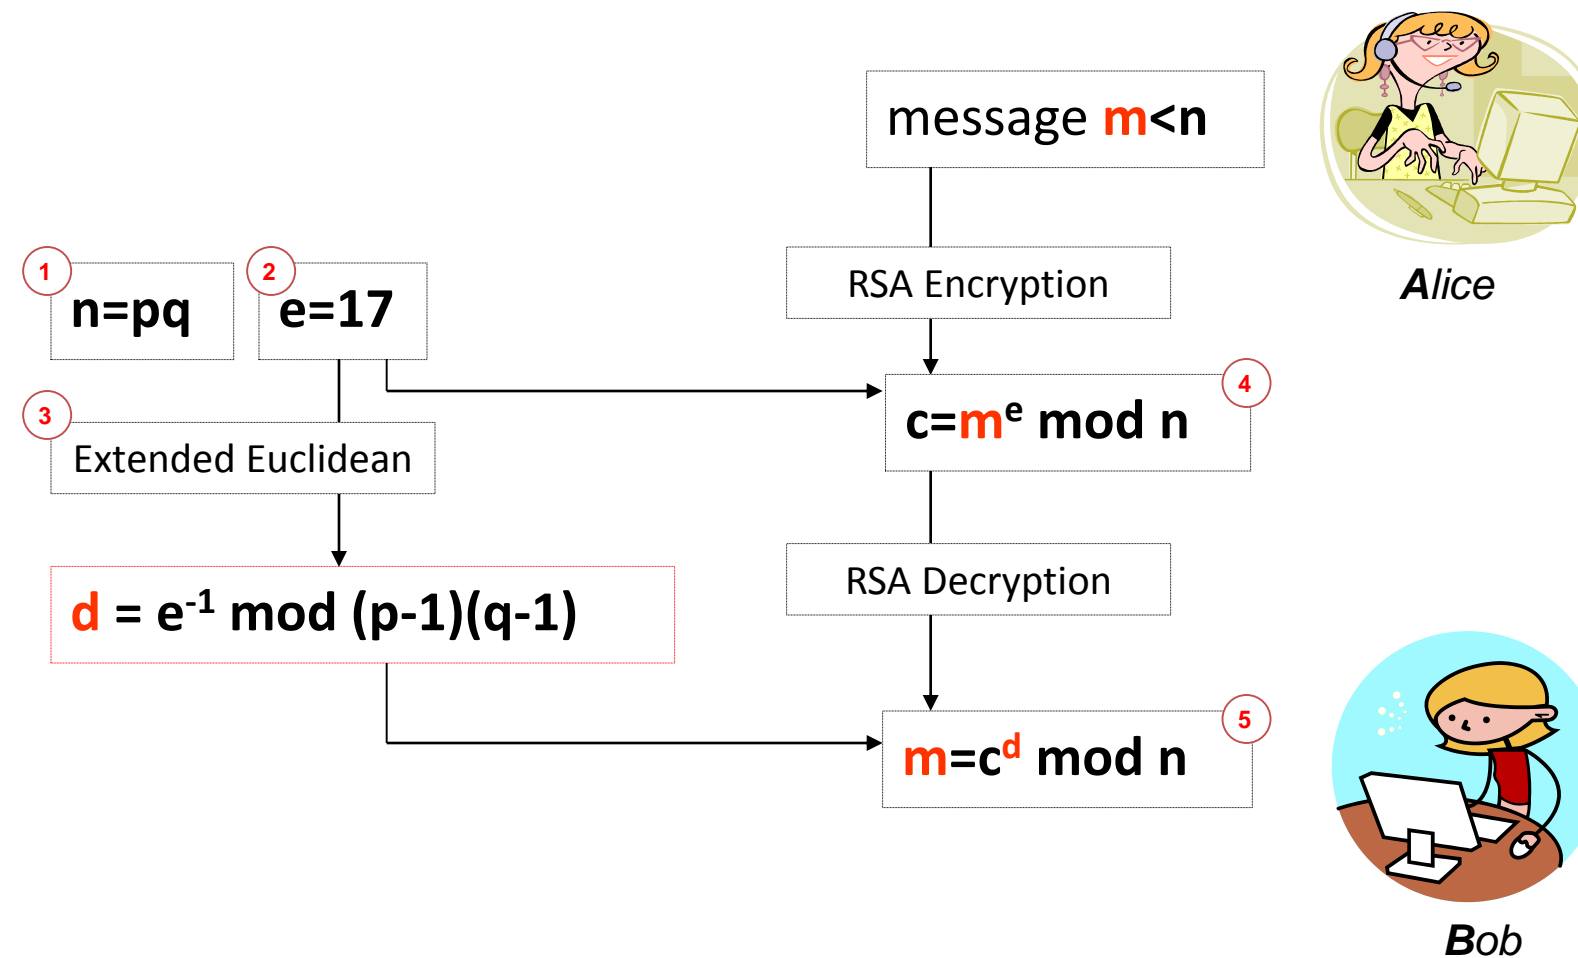 message m<n
RSA Encryption
Alice
1
n=pq
2
e=17
3
Extended Euclidean
4
c=mᵉ mod n
d = e⁻¹ mod (p-1)(q-1)
RSA Decryption
5
m=cᵈ mod n
Bob